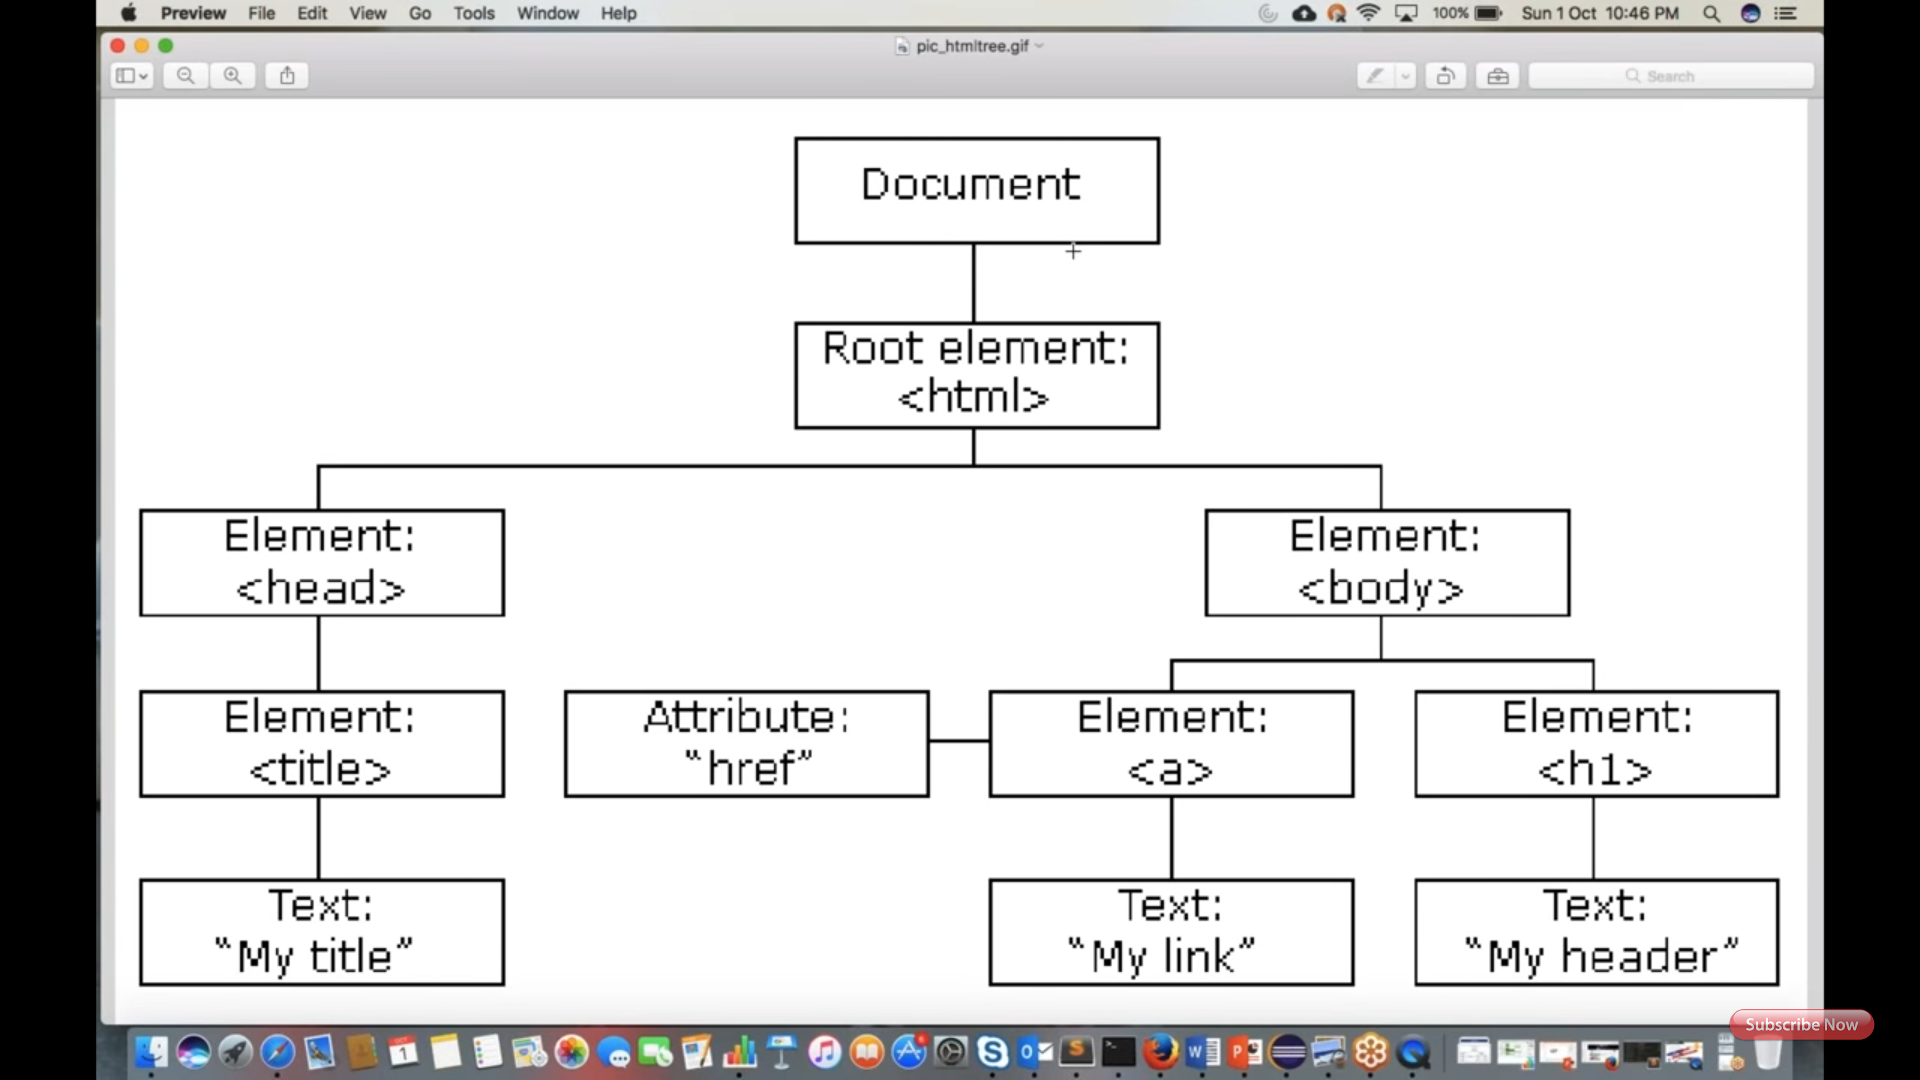 Preview File Edit View Go Tools Window Help 100% Sun 1 Oct 10:46 PM
pic_htmltree.gif
Search
Document
Root element:
<html>
Element:
<head>
Element:
<body>
Element:
<title>
Attribute:
“href”
Element:
<a>
Element:
<h1>
Text:
“My title”
Text:
“My link”
Text:
“My header”
Subscribe Now